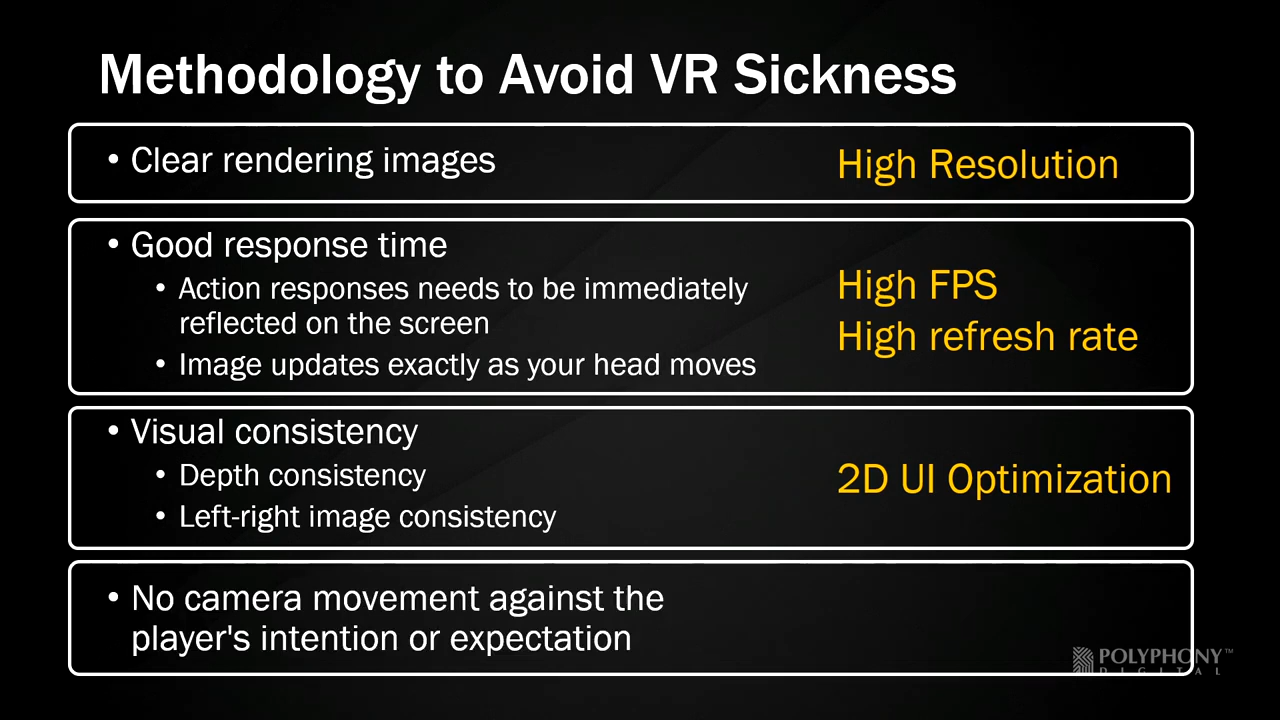 Methodology to Avoid VR Sickness
• Clear rendering images
High Resolution
• Good response time
• Action responses needs to be immediately
reflected on the screen
• Image updates exactly as your head moves
High FPS
High refresh rate
• Visual consistency
• Depth consistency
• Left-right image consistency
2D UI Optimization
• No camera movement against the
player's intention or expectation
POLYPHONY™
DIGITAL